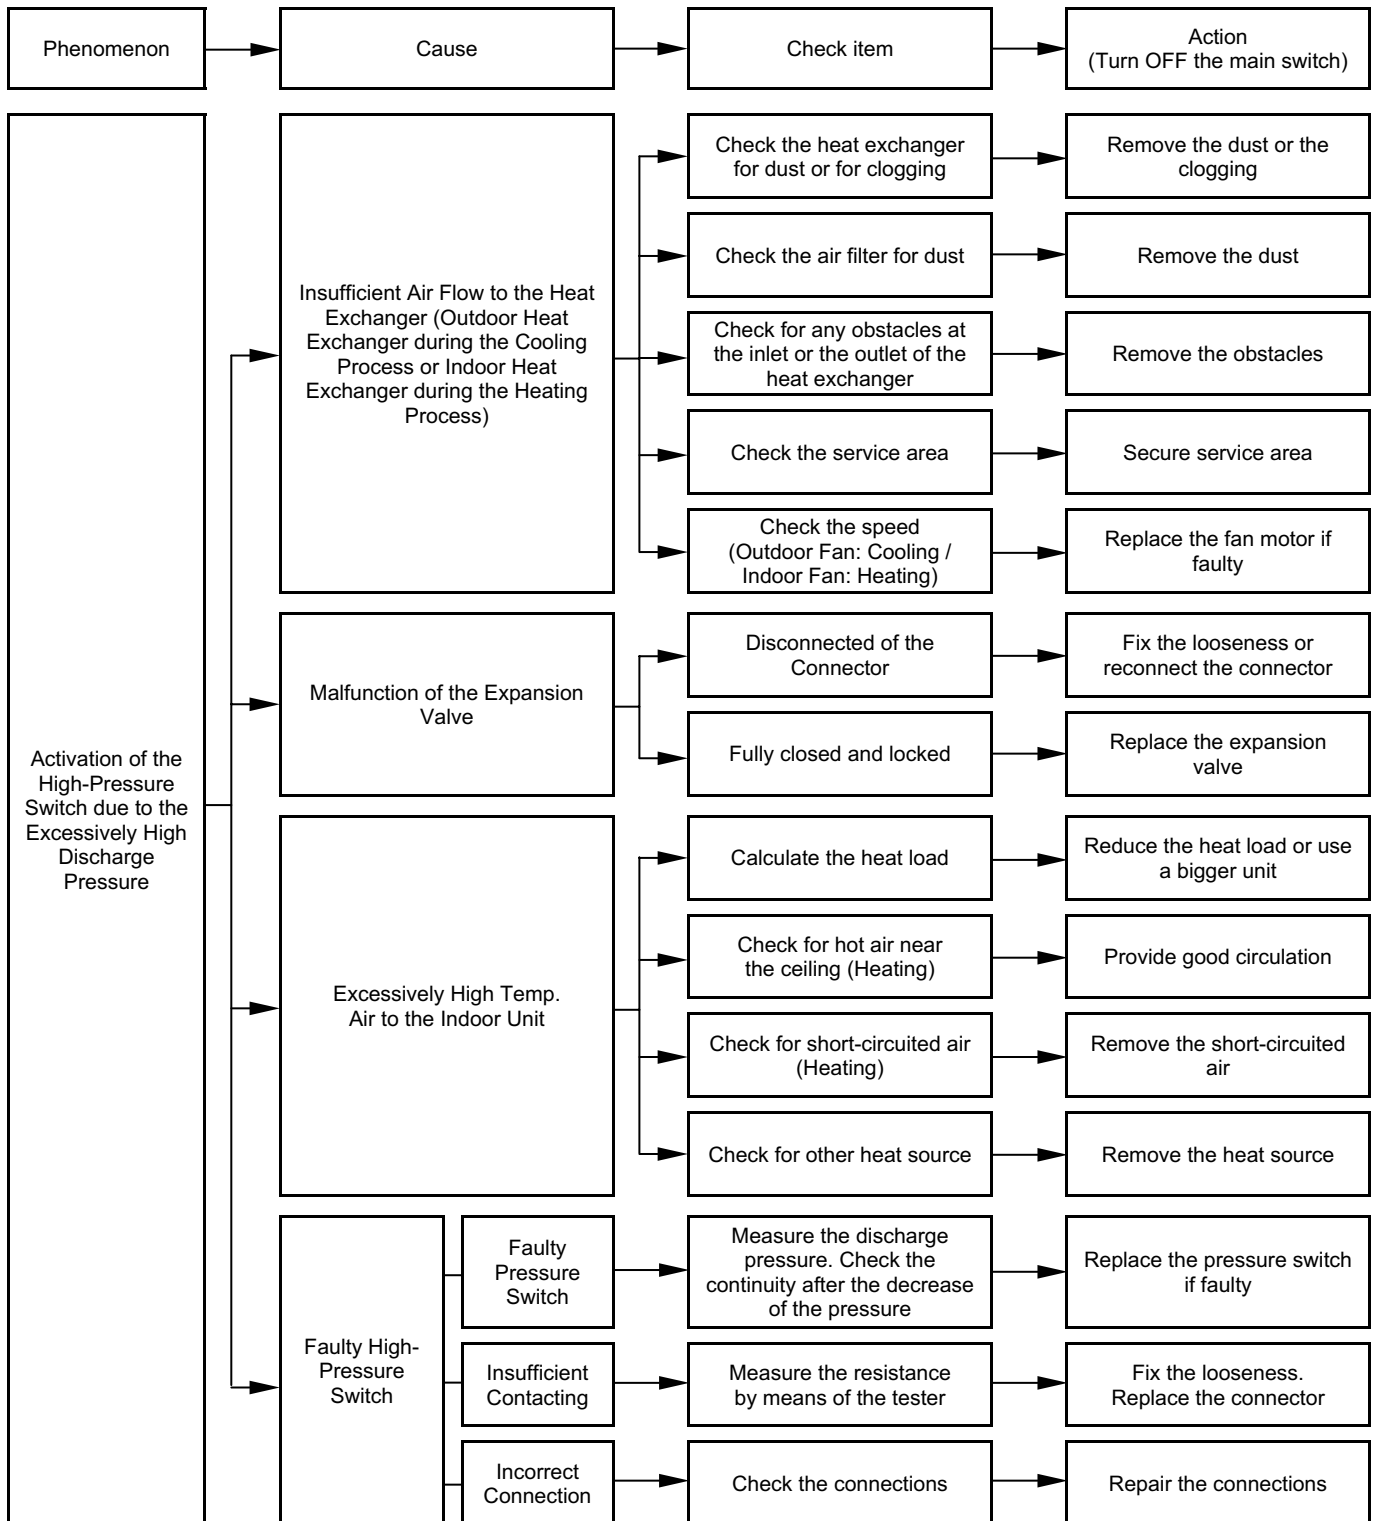 Phenomenon
Cause
Check item
Action
(Turn OFF the main switch)
Activation of the
High-Pressure
Switch due to the
Excessively High
Discharge
Pressure
Insufficient Air Flow to the Heat
Exchanger (Outdoor Heat
Exchanger during the Cooling
Process or Indoor Heat
Exchanger during the Heating
Process)
Check the heat exchanger
for dust or for clogging
Remove the dust or the
clogging
Check the air filter for dust
Remove the dust
Check for any obstacles at
the inlet or the outlet of the
heat exchanger
Remove the obstacles
Check the service area
Secure service area
Check the speed
(Outdoor Fan: Cooling /
Indoor Fan: Heating)
Replace the fan motor if
faulty
Malfunction of the Expansion
Valve
Disconnected of the
Connector
Fix the looseness or
reconnect the connector
Fully closed and locked
Replace the expansion
valve
Excessively High Temp.
Air to the Indoor Unit
Calculate the heat load
Reduce the heat load or use
a bigger unit
Check for hot air near
the ceiling (Heating)
Provide good circulation
Check for short-circuited air
(Heating)
Remove the short-circuited
air
Check for other heat source
Remove the heat source
Faulty High-
Pressure
Switch
Faulty
Pressure
Switch
Measure the discharge
pressure. Check the
continuity after the decrease
of the pressure
Replace the pressure switch
if faulty
Insufficient
Contacting
Measure the resistance
by means of the tester
Fix the looseness.
Replace the connector
Incorrect
Connection
Check the connections
Repair the connections